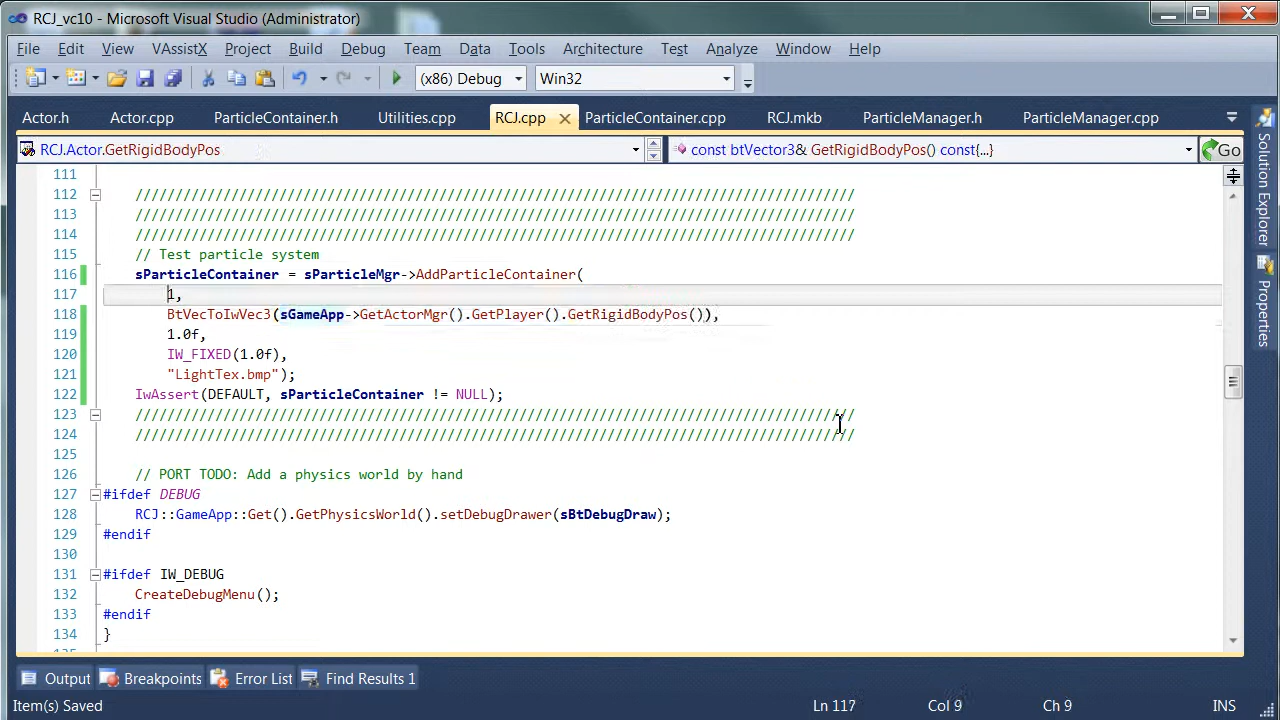 RCJ_vc10 - Microsoft Visual Studio (Administrator)
File Edit View VAssistX Project Build Debug Team Data Tools Architecture Test Analyze Window Help
(x86) Debug Win32
Actor.h Actor.cpp ParticleContainer.h Utilities.cpp RCJ.cpp ParticleContainer.cpp RCJ.mkb ParticleManager.h ParticleManager.cpp
RCJ.Actor.GetRigidBodyPos const btVector3& GetRigidBodyPos() const{...} Go
111
112 //////////////////////////////////////////////////////////////////////////////////////////
113 //////////////////////////////////////////////////////////////////////////////////////////
114 //////////////////////////////////////////////////////////////////////////////////////////
115 // Test particle system
116 sParticleContainer = sParticleMgr->AddParticleContainer(
117 1,
118 BtVecToIwVec3(sGameApp->GetActorMgr().GetPlayer().GetRigidBodyPos()),
119 1.0f,
120 IW_FIXED(1.0f),
121 "LightTex.bmp");
122 IwAssert(DEFAULT, sParticleContainer != NULL);
123 //////////////////////////////////////////////////////////////////////////////////////////
124 //////////////////////////////////////////////////////////////////////////////////////////
125
126 // PORT TODO: Add a physics world by hand
127 #ifdef DEBUG
128 RCJ::GameApp::Get().GetPhysicsWorld().setDebugDrawer(sBtDebugDraw);
129 #endif
130
131 #ifdef IW_DEBUG
132 CreateDebugMenu();
133 #endif
134 }
Solution Explorer
Properties
Output Breakpoints Error List Find Results 1
Item(s) Saved Ln 117 Col 9 Ch 9 INS